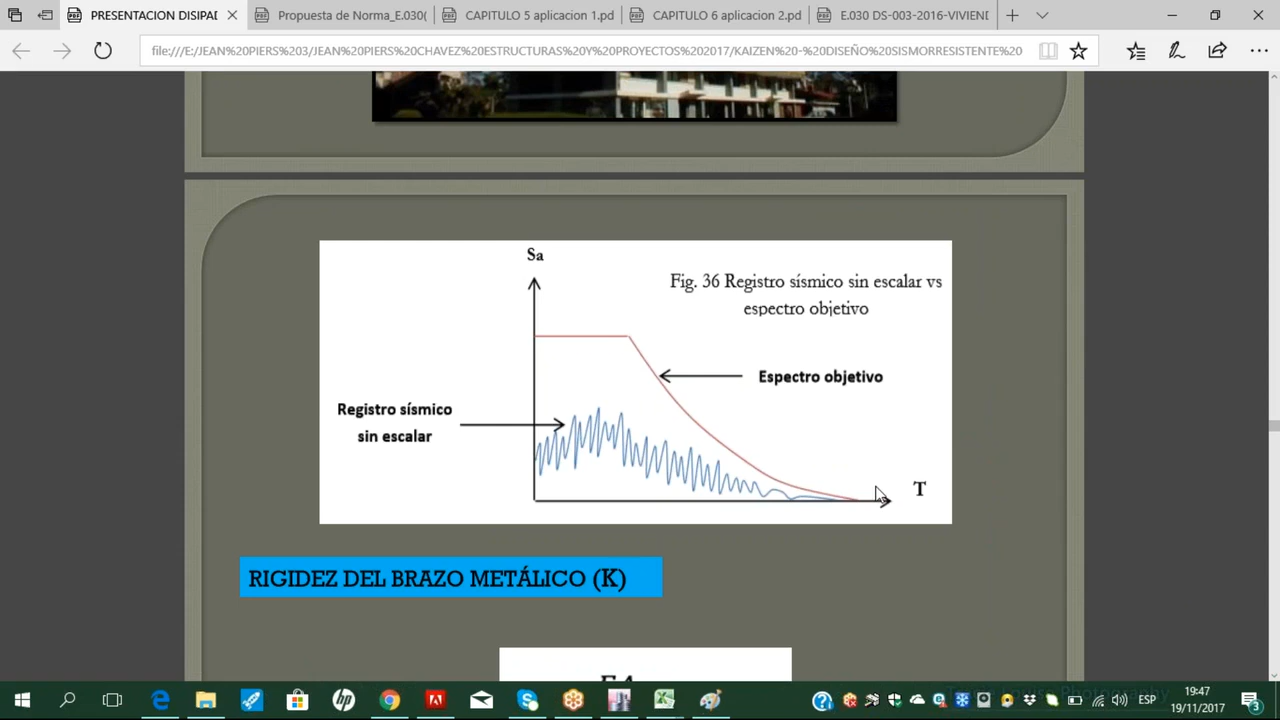 PRESENTACION DISIPAD
Propuesta de Norma_E.030(
CAPITULO 5 aplicacion 1.pd
CAPITULO 6 aplicacion 2.pd
E.030 DS-003-2016-VIVIEND
file:///E:/JEAN%20PIERS%203/JEAN%20PIERS%20CHAVEZ%20ESTRUCTURAS%20Y%20PROYECTOS%202017/KAIZEN%20-%20DISEÑO%20SISMORRESISTENTE%20
Sa
Fig. 36 Registro sísmico sin escalar vs
espectro objetivo
Espectro objetivo
Registro sísmico
sin escalar
T
RIGIDEZ DEL BRAZO METÁLICO (K)
ESP
19:47
19/11/2017
3